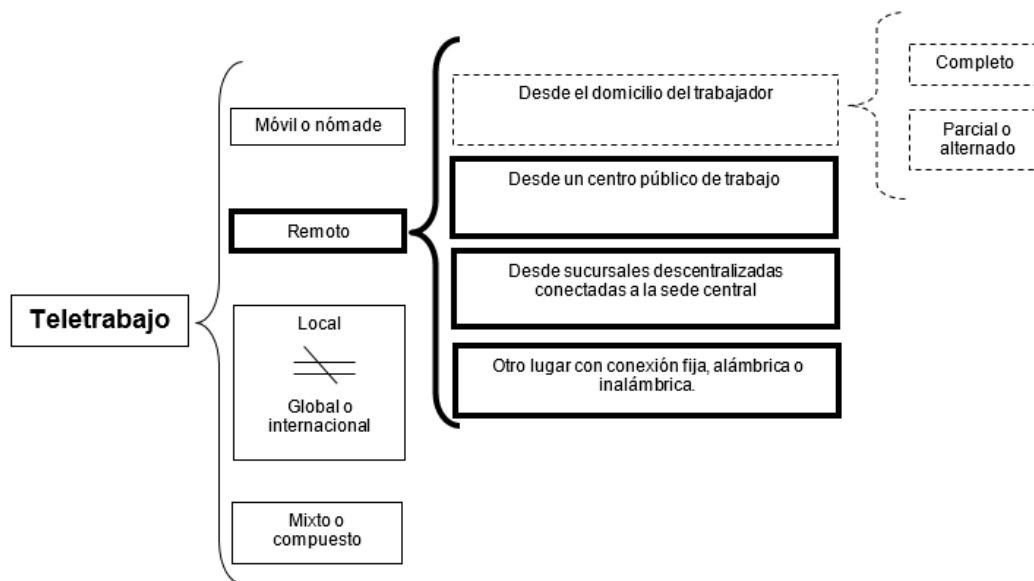 Teletrabajo
Móvil o nómade
Remoto
Local
Global o
internacional
Mixto o
compuesto
Desde el domicilio del trabajador
Desde un centro público de trabajo
Desde sucursales descentralizadas
conectadas a la sede central
Otro lugar con conexión fija, alámbrica o
inalámbrica.
Completo
Parcial o
alternado